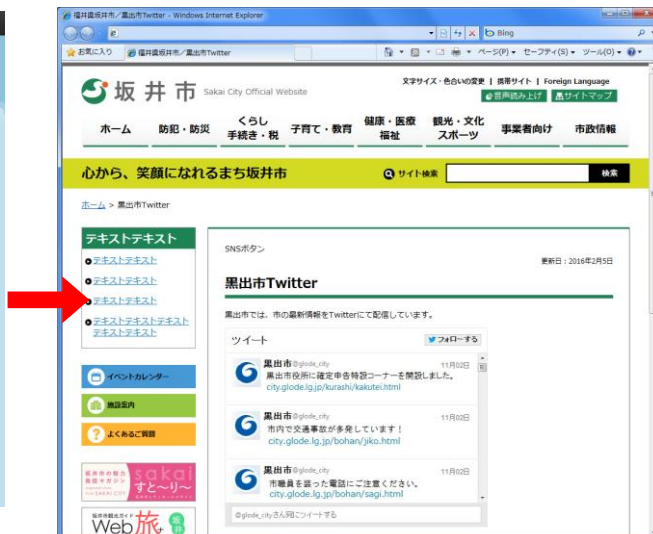 福井県坂井市／黒出市Twitter - Windows Internet Explorer
Bing
お気に入り 福井県坂井市／黒出市Twitter
ページ(P) セーフティ(S) ツール(O)
坂井市 Sakai City Official Website
文字サイズ・色合いの変更 | 携帯サイト | Foreign Language
音声読み上げ サイトマップ
ホーム
防犯・防災
くらし
手続き・税
子育て・教育
健康・医療
福祉
観光・文化
スポーツ
事業者向け
市政情報
心から、笑顔になれるまち坂井市
サイト検索 検索
ホーム > 黒出市Twitter
テキストテキスト
テキストテキスト
テキストテキスト
テキストテキスト
テキストテキストテキスト
テキストテキスト
イベントカレンダー
施設案内
よくあるご質問
sakai
すと〜り〜
Web旅
SNSボタン
更新日：2016年2月5日
黒出市Twitter
黒出市では、市の最新情報をTwitterにて配信しています。
ツイート フォローする
黒出市 @glode_city 11月02日
黒出市役所に確定申告特設コーナーを開設しました。
city.glode.lg.jp/kurashi/kakutei.html
黒出市 @glode_city 11月02日
市内で交通事故が多発しています！
city.glode.lg.jp/bohan/jiko.html
黒出市 @glode_city 11月02日
市職員を装った電話にご注意ください。
city.glode.lg.jp/bohan/sagi.html
@glode_cityさん宛にツイートする